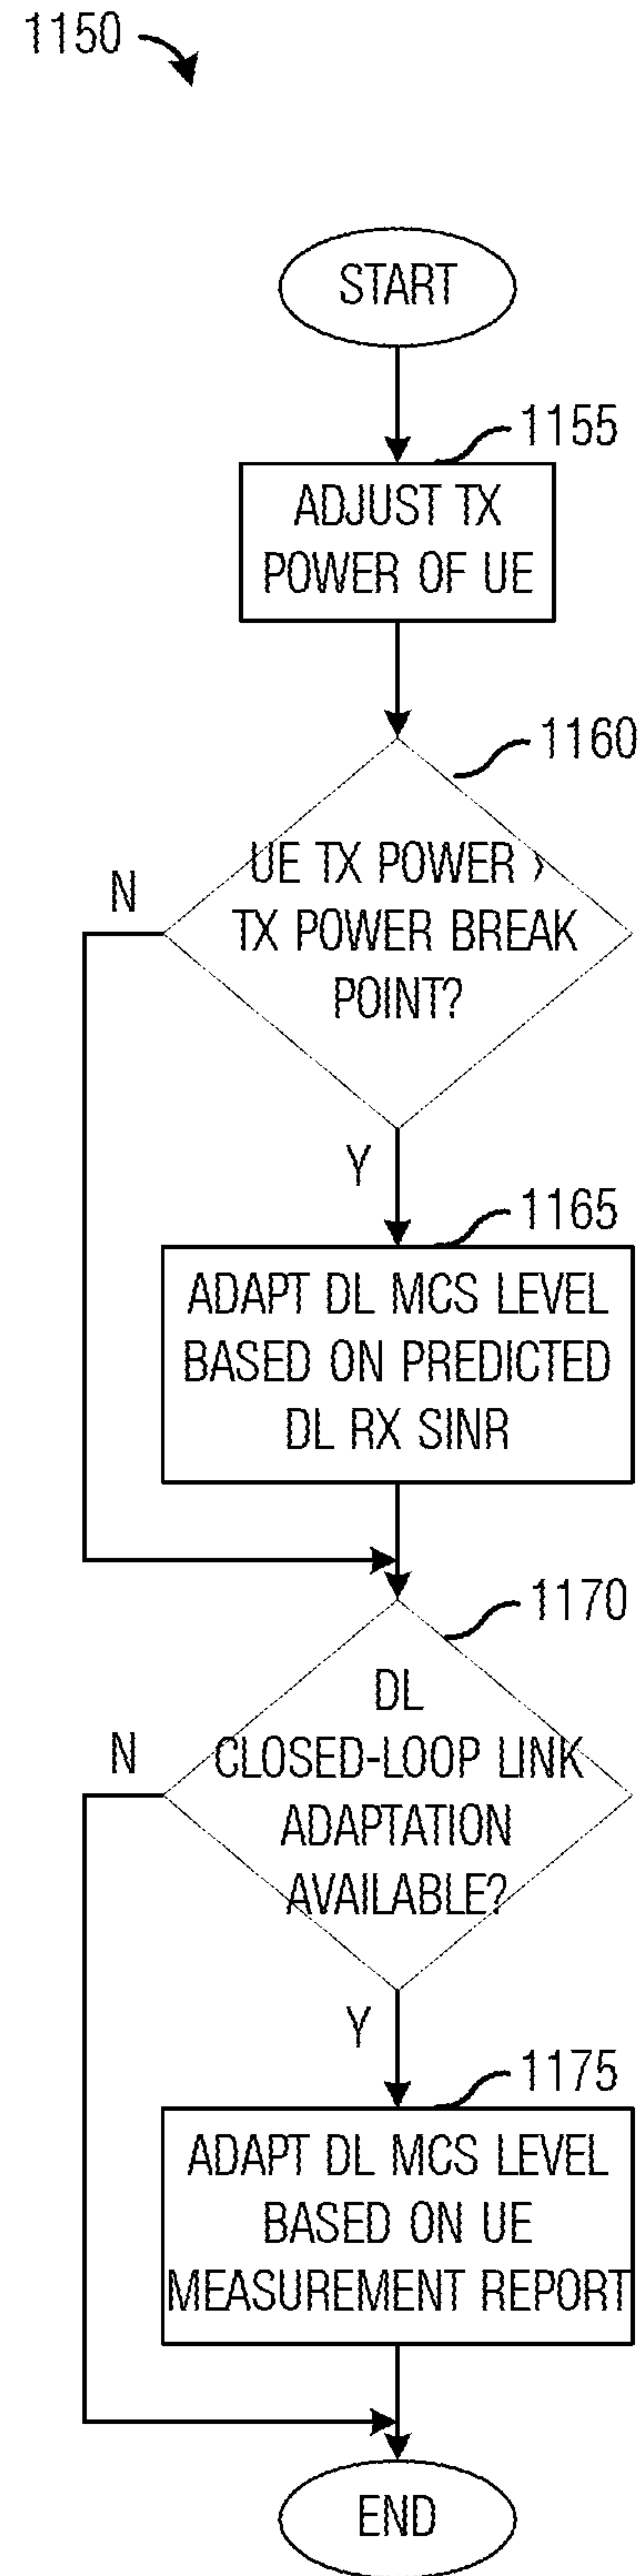 1150
START
1155
ADJUST TX
POWER OF UE
1160
UE TX POWER >
TX POWER BREAK
POINT?
N
Y
1165
ADAPT DL MCS LEVEL
BASED ON PREDICTED
DL RX SINR
1170
DL
CLOSED-LOOP LINK
ADAPTATION
AVAILABLE?
N
Y
1175
ADAPT DL MCS LEVEL
BASED ON UE
MEASUREMENT REPORT
END